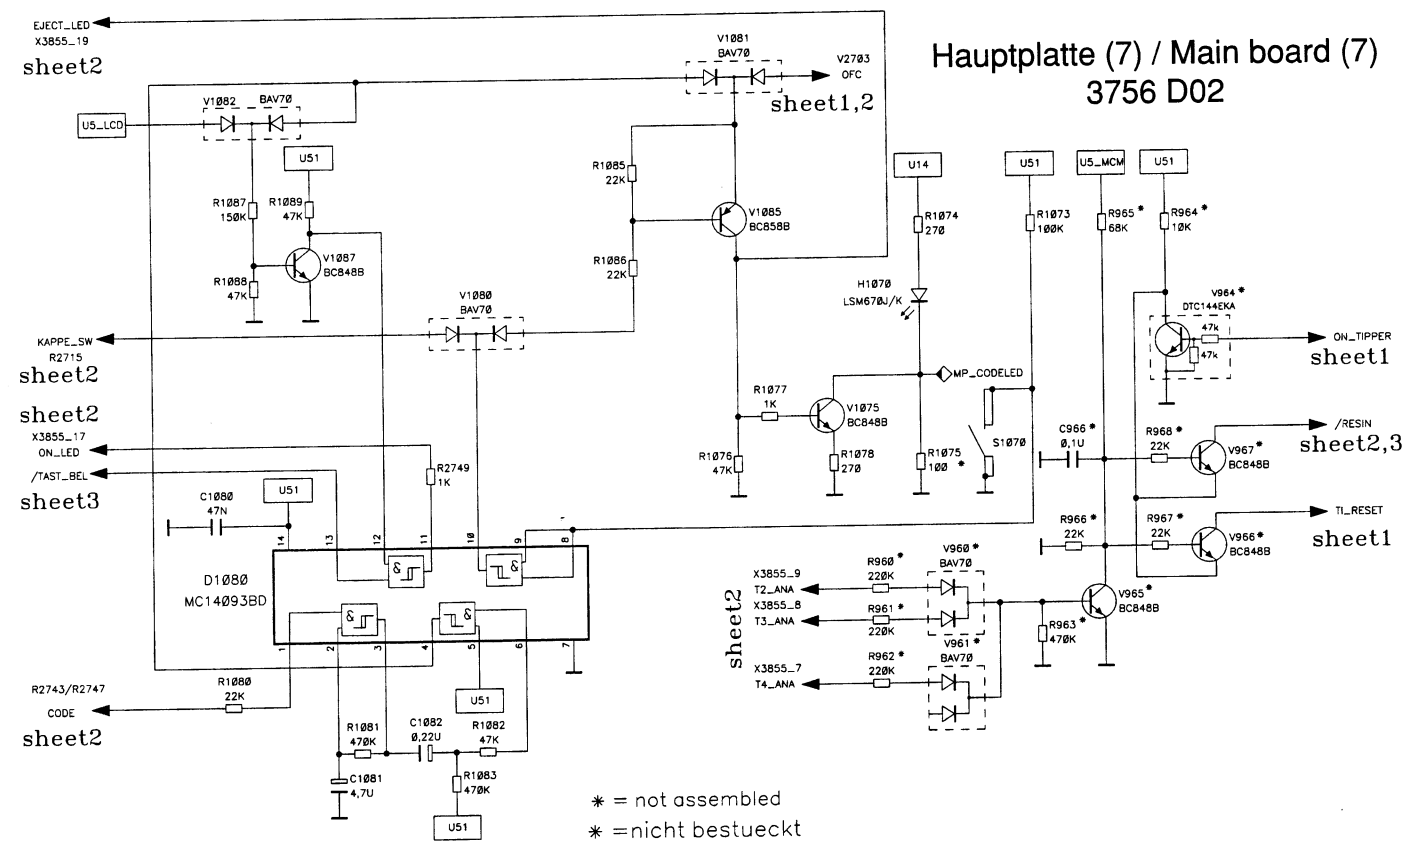 EJECT_LED
X3855_19
sheet2
V1081
BAV70
V2703
OFC
sheet1,2
Hauptplatte (7) / Main board (7)
3756 D02
V1082
BAV70
U5_LCD
U51
R1087
150K
R1089
47K
V1087
BC848B
R1088
47K
R1085
22K
V1085
BC858B
R1086
22K
U14
U51
U5_MCM
U51
R1074
270
R1073
100K
R965 *
68K
R964 *
10K
H1070
LSM670J/K
V964 *
DTC144EKA
47k
47k
ON_TIPPER
sheet1
V1080
BAV70
KAPPE_SW
R2715
sheet2
MP_CODELED
R1077
1K
V1075
BC848B
S1070
sheet2
X3855_17
ON_LED
/TAST_BEL
sheet3
R2749
1K
R1076
47K
R1078
270
R1075
100 *
C966 *
0,1U
R968 *
22K
V967 *
BC848B
/RESIN
sheet2,3
C1080
47N
U51
14
13
12
11
10
9
8
D1080
MC14093BD
&
&
&
&
1
2
3
4
5
6
7
R966 *
22K
R967 *
22K
V966 *
BC848B
TI_RESET
sheet1
sheet2
X3855_9
T2_ANA
X3855_8
T3_ANA
X3855_7
T4_ANA
R960 *
220K
R961 *
220K
R962 *
220K
V960 *
BAV70
V961 *
BAV70
R963 *
470K
V965 *
BC848B
R2743/R2747
CODE
sheet2
R1080
22K
U51
R1081
470K
C1082
0,22U
R1082
47K
C1081
4,7U
R1083
470K
U51
* = not assembled
* =nicht bestueckt